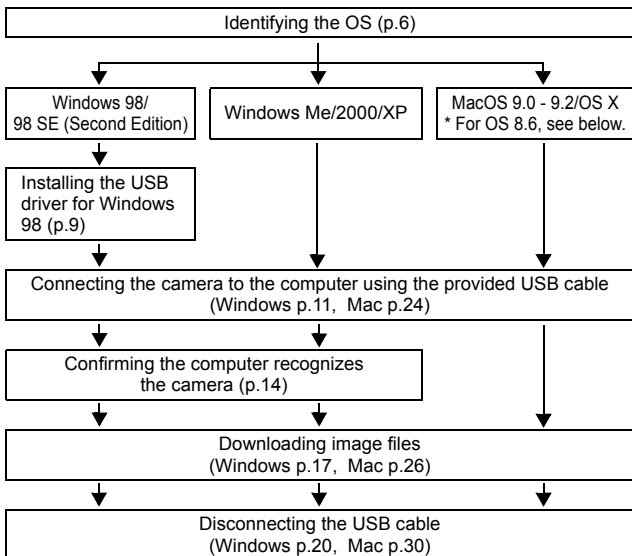 Identifying the OS (p.6)
Windows 98/
98 SE (Second Edition)
Windows Me/2000/XP
MacOS 9.0 - 9.2/OS X
* For OS 8.6, see below.
Installing the USB
driver for Windows
98 (p.9)
Connecting the camera to the computer using the provided USB cable
(Windows p.11, Mac p.24)
Confirming the computer recognizes
the camera (p.14)
Downloading image files
(Windows p.17, Mac p.26)
Disconnecting the USB cable
(Windows p.20, Mac p.30)